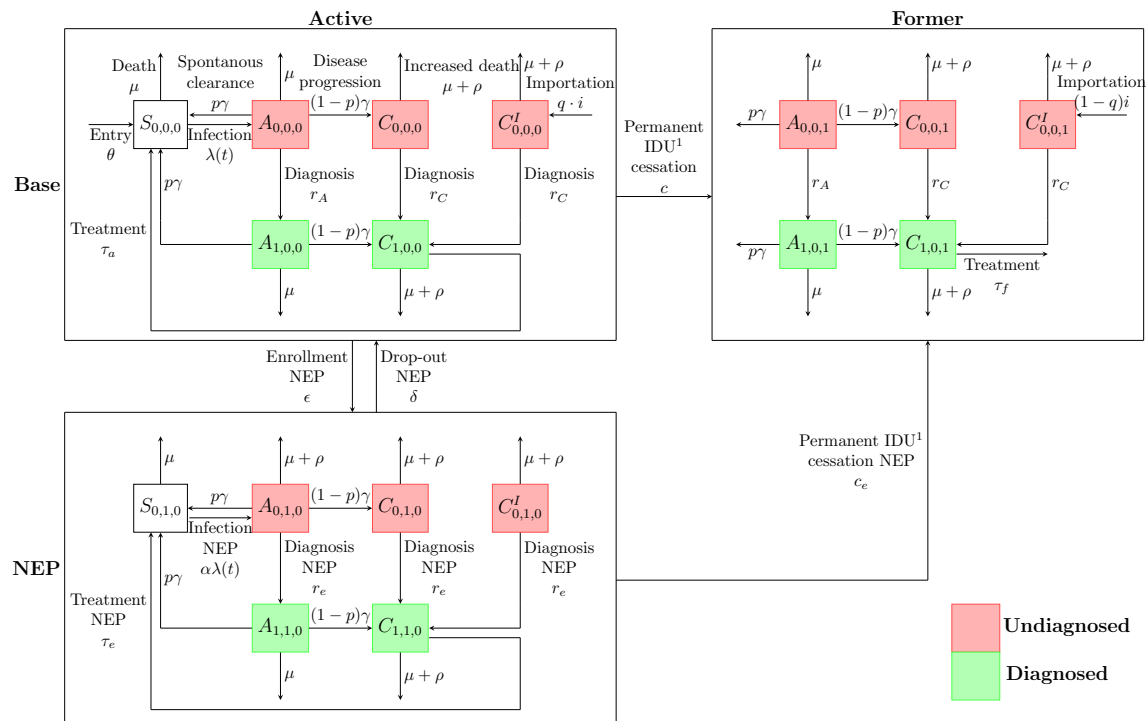 Active
Former
Base
Death
μ
Spontanous
clearance
pγ
μ
Disease
progression
(1−p)γ
Increased death
μ + ρ
μ + ρ
Importation
q · i
S0,0,0
A0,0,0
C0,0,0
C^I0,0,0
Entry
θ
Infection
λ(t)
pγ
Diagnosis
rA
Diagnosis
rC
Diagnosis
rC
Treatment
τa
A1,0,0
(1−p)γ
C1,0,0
μ
μ + ρ
Permanent
IDU¹
cessation
c
μ
μ + ρ
μ + ρ
Importation
(1 − q)i
pγ
A0,0,1
(1−p)γ
C0,0,1
C^I0,0,1
rA
rC
rC
pγ
A1,0,1
(1−p)γ
C1,0,1
Treatment
τf
μ
μ + ρ
Enrollment
NEP
ϵ
Drop-out
NEP
δ
NEP
μ
μ + ρ
μ + ρ
μ + ρ
S0,1,0
pγ
A0,1,0
(1−p)γ
C0,1,0
C^I0,1,0
Infection
NEP
αλ(t)
pγ
Diagnosis
NEP
re
Diagnosis
NEP
re
Diagnosis
NEP
re
Treatment
NEP
τe
A1,1,0
(1−p)γ
C1,1,0
μ
μ + ρ
Permanent IDU¹
cessation NEP
ce
Undiagnosed
Diagnosed